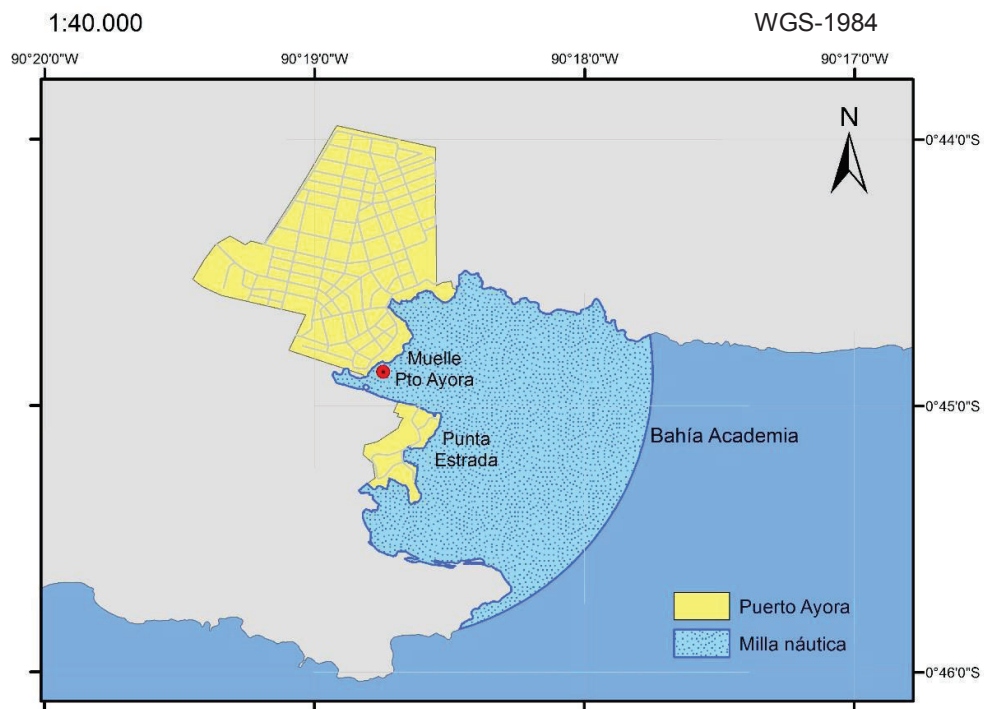 1:40.000
WGS-1984
90°20'0"W
90°19'0"W
90°18'0"W
90°17'0"W
N
0°44'0"S
Muelle
Pto Ayora
0°45'0"S
Bahía Academia
Punta
Estrada
Puerto Ayora
Milla náutica
0°46'0"S